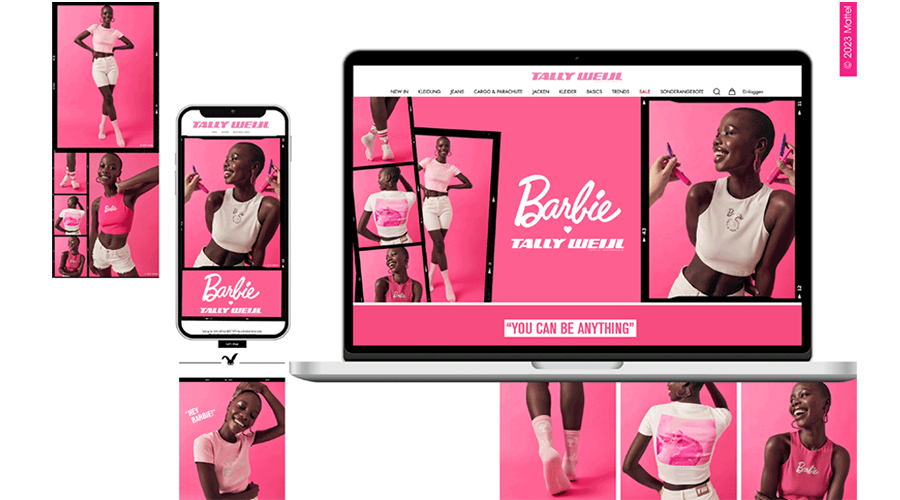 © 2023 Mattel
TALLY WEIJL
NEW IN KLEIDUNG JEANS CARGO & PARACHUTE JACKEN KLEIDER BASICS TRENDS SALE SONDERANGEBOTE Einloggen
Barbie
TALLY WEIJL
"YOU CAN BE ANYTHING"
TALLY WEIJL
Barbie
TALLY WEIJL
"HEY
BARBIE!"
Barbie